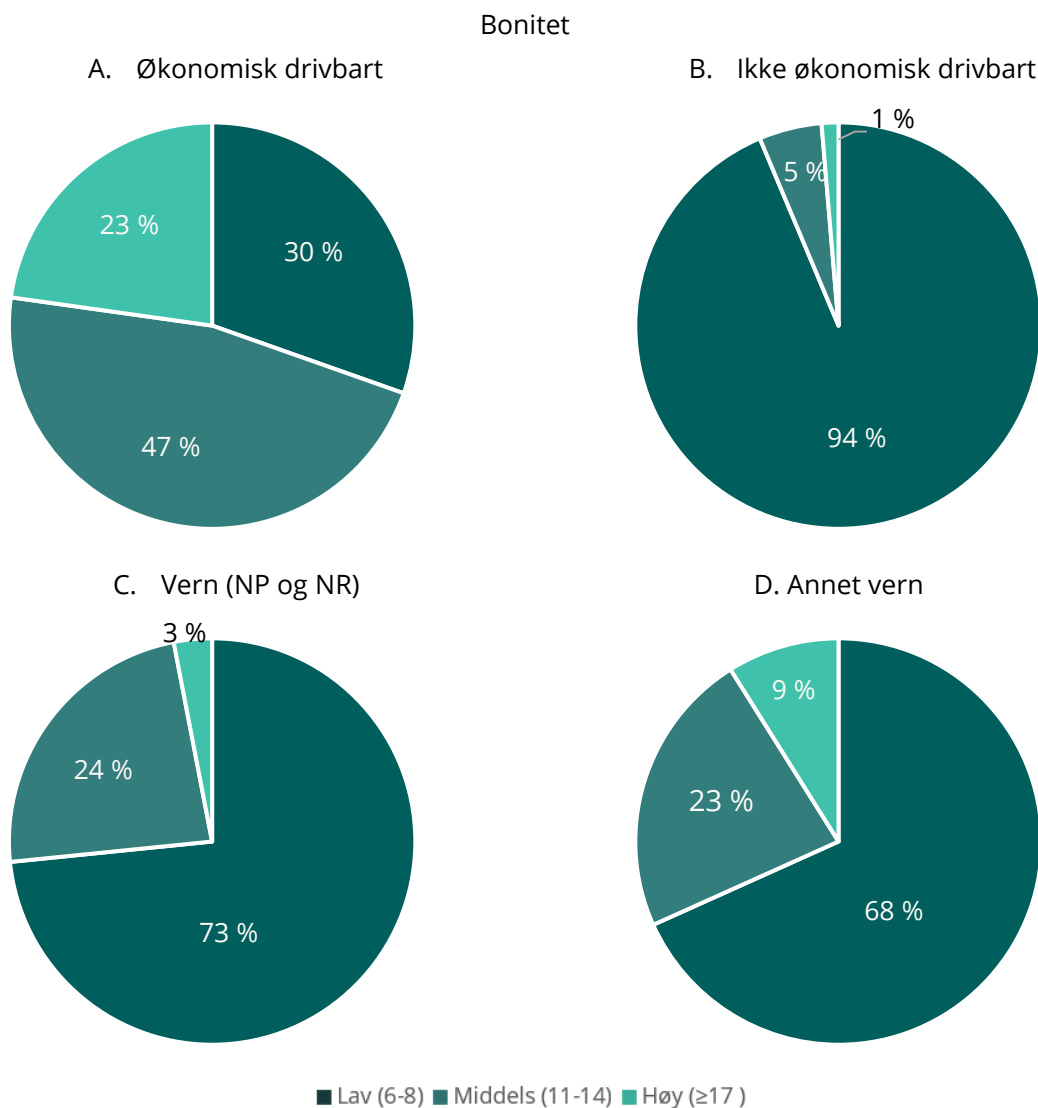 Bonitet
A. Økonomisk drivbart
B. Ikke økonomisk drivbart
1 %
5 %
23 %
30 %
47 %
94 %
C. Vern (NP og NR)
D. Annet vern
3 %
9 %
24 %
23 %
68 %
73 %
Lav (6-8) Middels (11-14) Høy (≥17 )